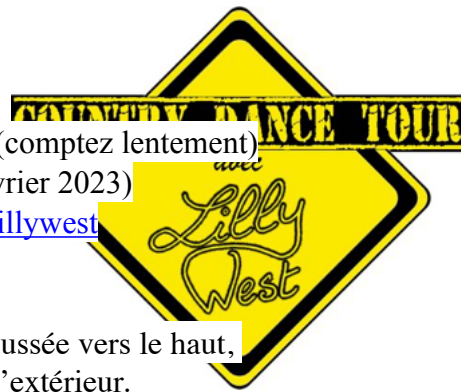 COUNTRY DANCE TOUR
(comptez lentement)
avec
vrier 2023)
illywest
Lilly
West
ussée vers le haut,
l'extérieur.